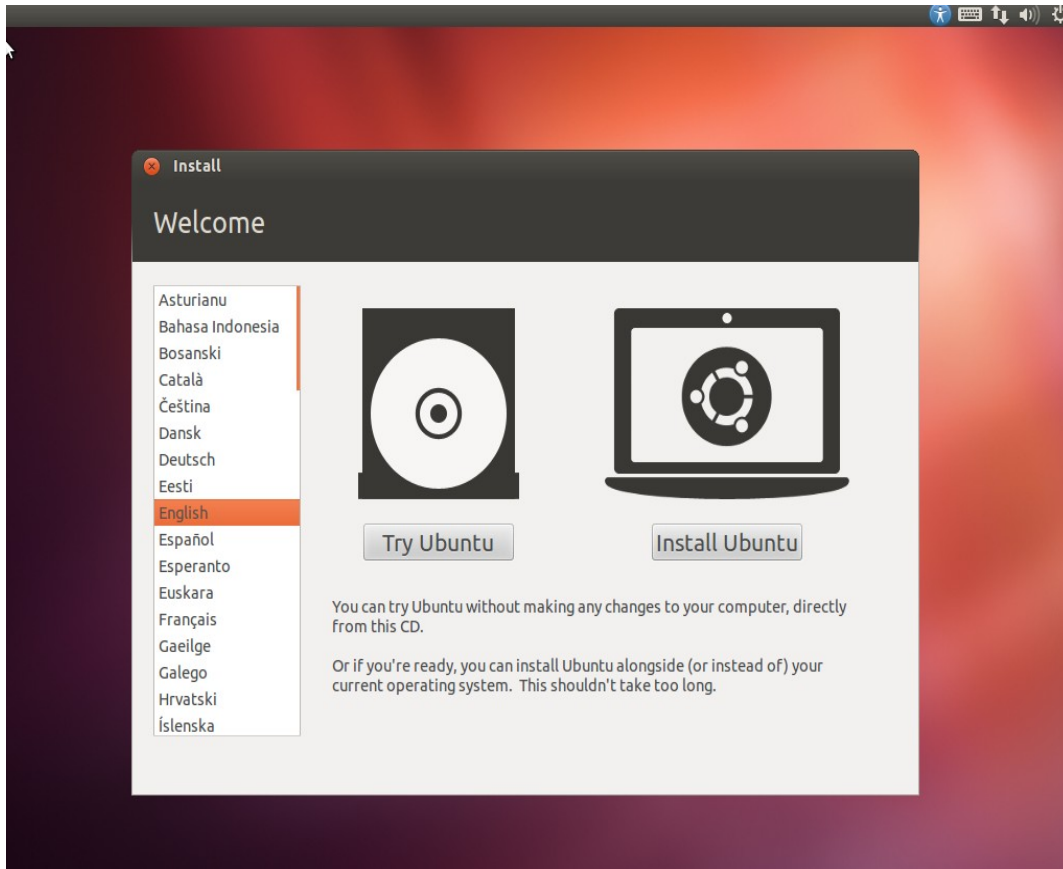 Install
Welcome
Asturianu
Bahasa Indonesia
Bosanski
Català
Čeština
Dansk
Deutsch
Eesti
English
Español
Esperanto
Euskara
Français
Gaeilge
Galego
Hrvatski
Íslenska
Try Ubuntu
Install Ubuntu
You can try Ubuntu without making any changes to your computer, directly
from this CD.
Or if you're ready, you can install Ubuntu alongside (or instead of) your
current operating system.  This shouldn't take too long.